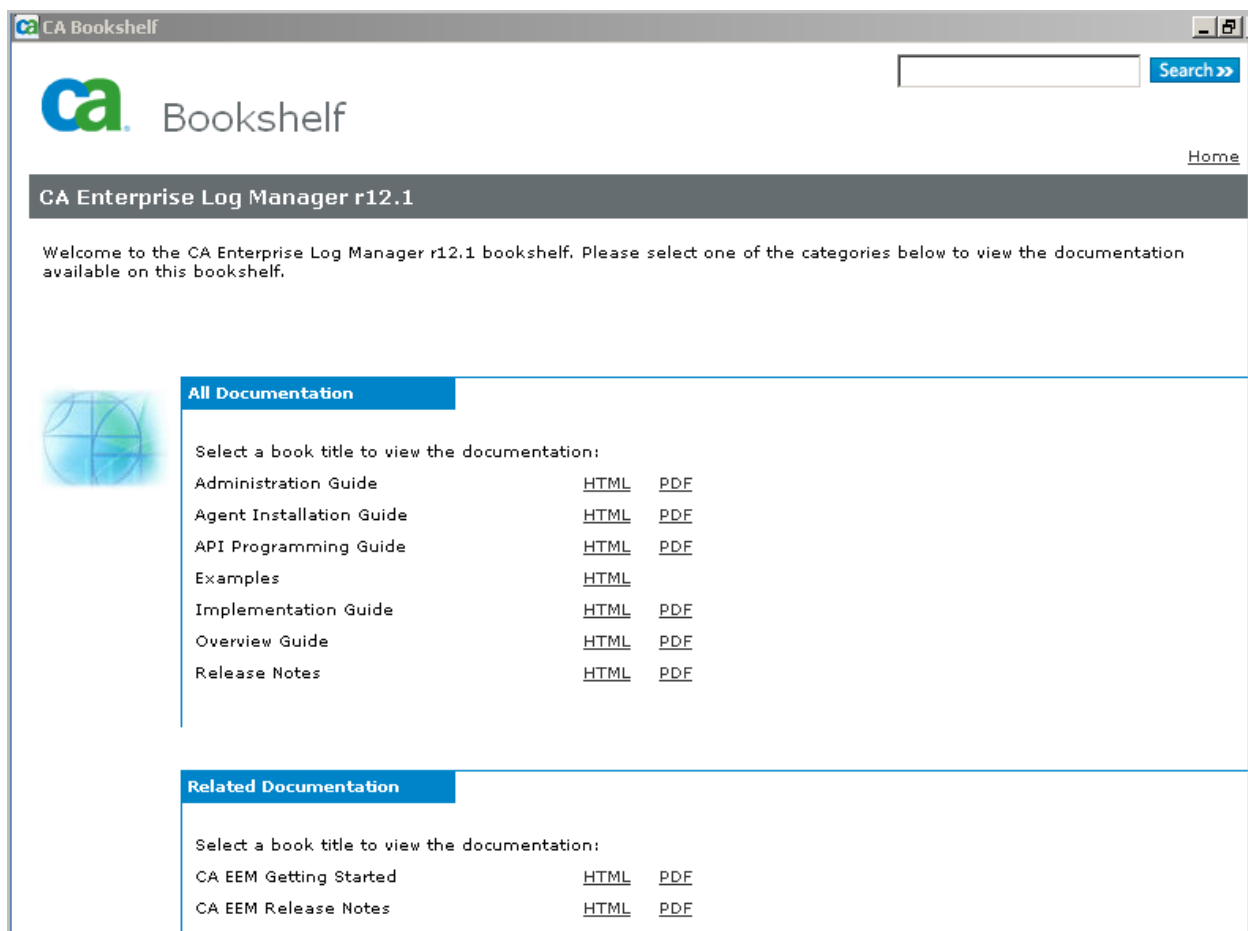 CA Bookshelf
Search >>
ca. Bookshelf
Home
CA Enterprise Log Manager r12.1
Welcome to the CA Enterprise Log Manager r12.1 bookshelf. Please select one of the categories below to view the documentation
available on this bookshelf.
All Documentation
Select a book title to view the documentation:
Administration Guide HTML PDF
Agent Installation Guide HTML PDF
API Programming Guide HTML PDF
Examples HTML
Implementation Guide HTML PDF
Overview Guide HTML PDF
Release Notes HTML PDF
Related Documentation
Select a book title to view the documentation:
CA EEM Getting Started HTML PDF
CA EEM Release Notes HTML PDF